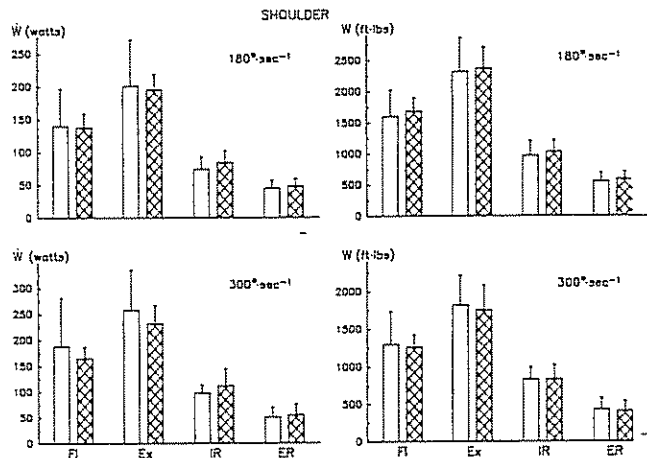 SHOULDER
Ẇ (watts)
180°·sec⁻¹
250
200
150
100
50
0
W (ft-lbs)
180°·sec⁻¹
2500
2000
1500
1000
500
0
Ẇ (watts)
300°·sec⁻¹
300
250
200
150
100
50
0
Fl Ex IR ER
W (ft-lbs)
300°·sec⁻¹
2000
1500
1000
500
0
Fl Ex IR ER